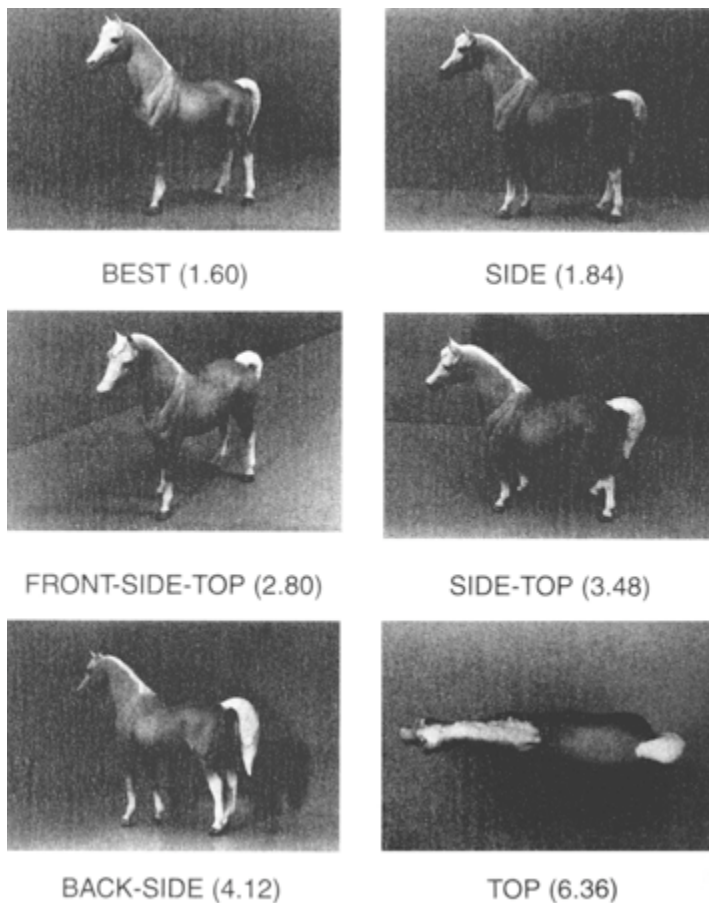 BEST (1.60)
SIDE (1.84)
FRONT-SIDE-TOP (2.80)
SIDE-TOP (3.48)
BACK-SIDE (4.12)
TOP (6.36)